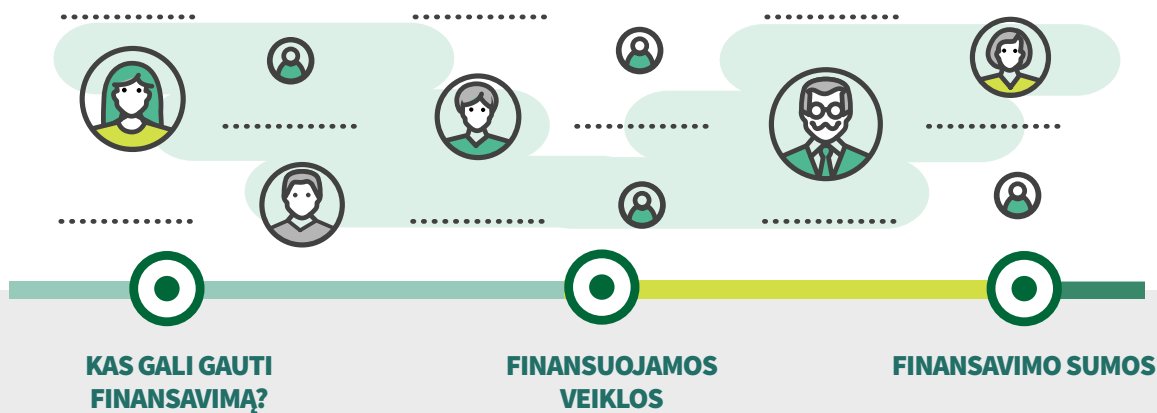 KAS GALI GAUTI
FINANSAVIMĄ?
FINANSUOJAMOS
VEIKLOS
FINANSAVIMO SUMOS